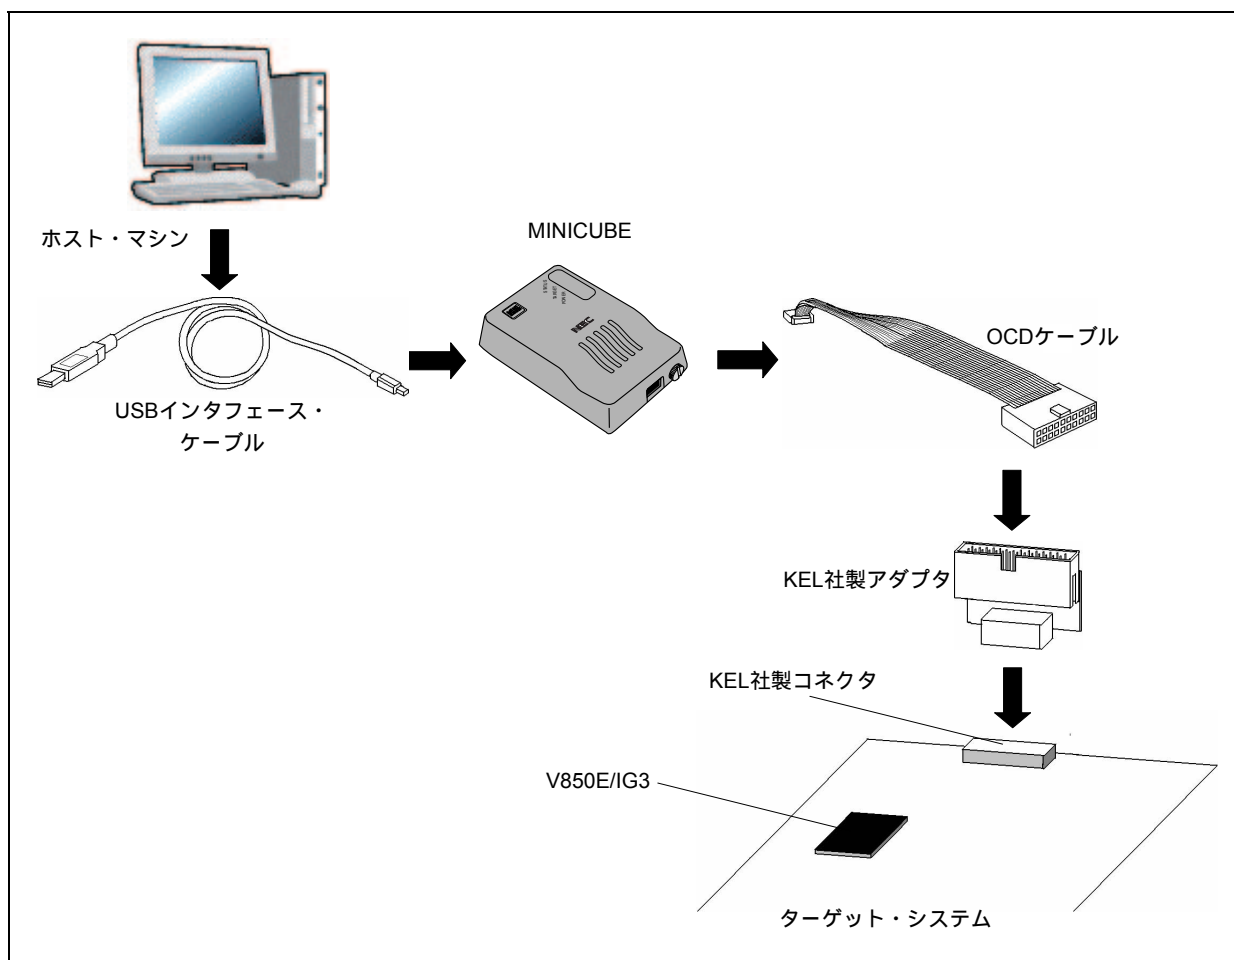 ホスト・マシン
MINICUBE
NEC
OCDケーブル
USBインタフェース・
ケーブル
KEL社製アダプタ
KEL社製コネクタ
V850E/IG3
ターゲット・システム